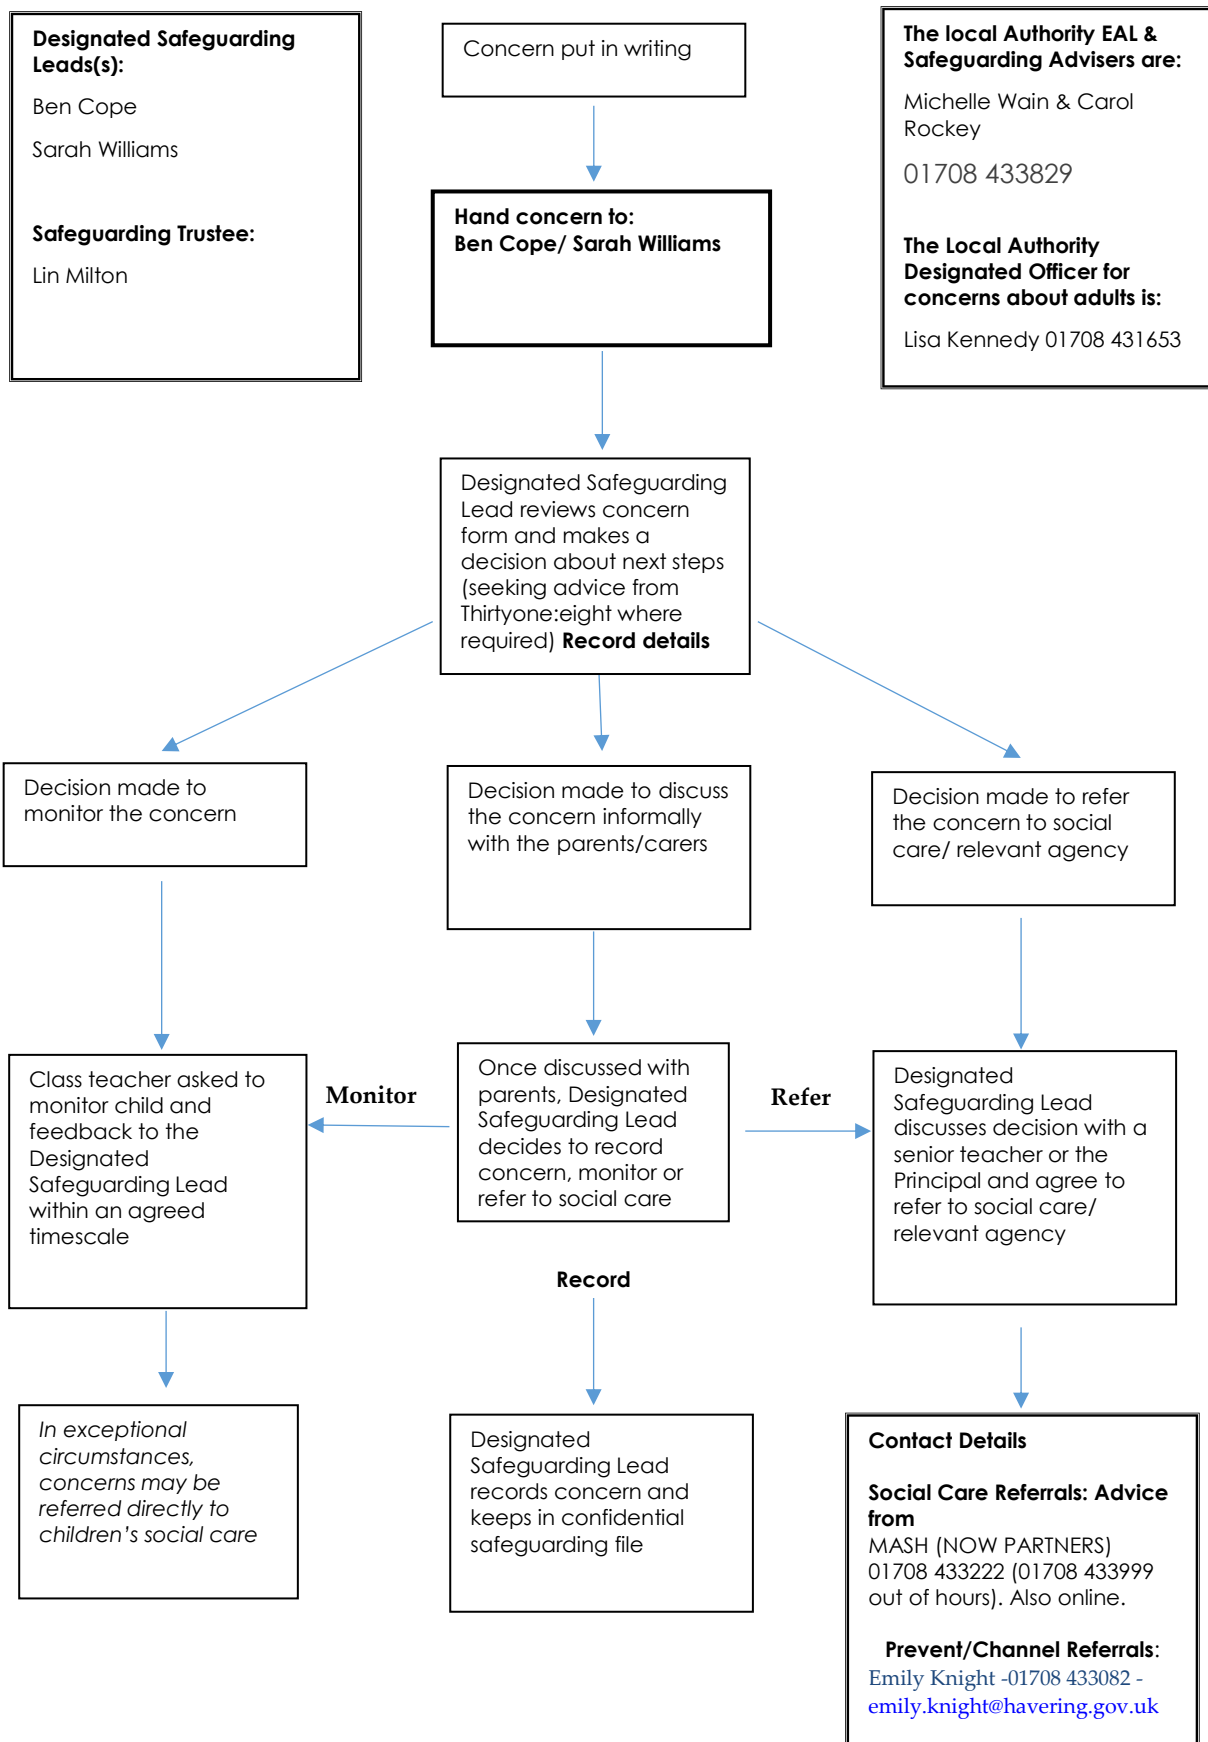 Designated Safeguarding
Leads(s):
Ben Cope
Sarah Williams
Safeguarding Trustee:
Lin Milton
Concern put in writing
The local Authority EAL &
Safeguarding Advisers are:
Michelle Wain & Carol
Rockey
01708 433829
The Local Authority
Designated Officer for
concerns about adults is:
Lisa Kennedy 01708 431653
Hand concern to:
Ben Cope/ Sarah Williams
Designated Safeguarding
Lead reviews concern
form and makes a
decision about next steps
(seeking advice from
Thirtyone:eight where
required) Record details
Decision made to
monitor the concern
Decision made to discuss
the concern informally
with the parents/carers
Decision made to refer
the concern to social
care/ relevant agency
Class teacher asked to
monitor child and
feedback to the
Designated
Safeguarding Lead
within an agreed
timescale
Monitor
Once discussed with
parents, Designated
Safeguarding Lead
decides to record
concern, monitor or
refer to social care
Refer
Designated
Safeguarding Lead
discusses decision with a
senior teacher or the
Principal and agree to
refer to social care/
relevant agency
Record
In exceptional
circumstances,
concerns may be
referred directly to
children’s social care
Designated
Safeguarding Lead
records concern and
keeps in confidential
safeguarding file
Contact Details
Social Care Referrals: Advice
from
MASH (NOW PARTNERS)
01708 433222 (01708 433999
out of hours). Also online.
Prevent/Channel Referrals:
Emily Knight -01708 433082 -
emily.knight@havering.gov.uk